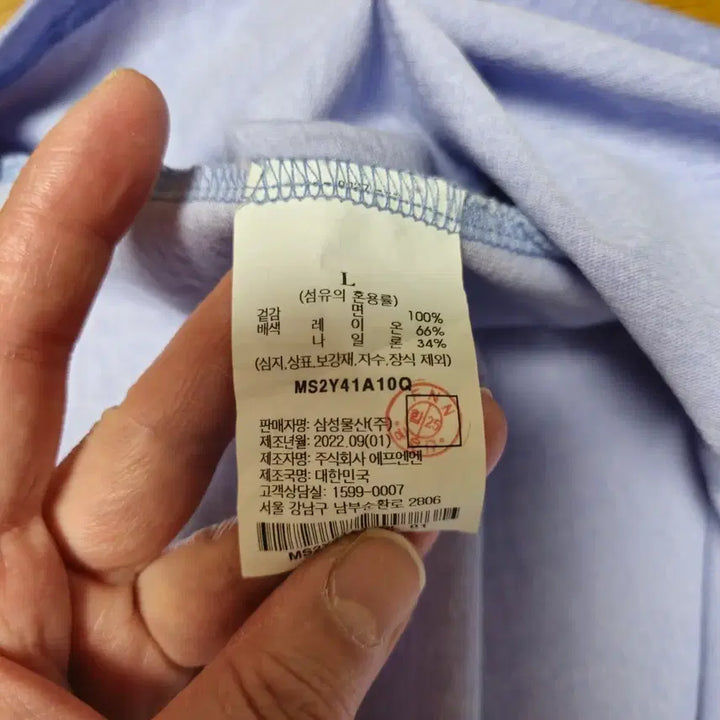 L
(섬유의 혼용률)
겉감 면 100%
배색 레 이 온 66%
나 일 론 34%
(심지,상표,보강재,자수,장식 제외)
MS2Y41A10Q
판매자명: 삼성물산(주)
제조년월: 2022.09(01)
제조자명: 주식회사 에프엔엔
제조국명: 대한민국
고객상담실: 1599-0007
서울 강남구 남부순환로 2806
01